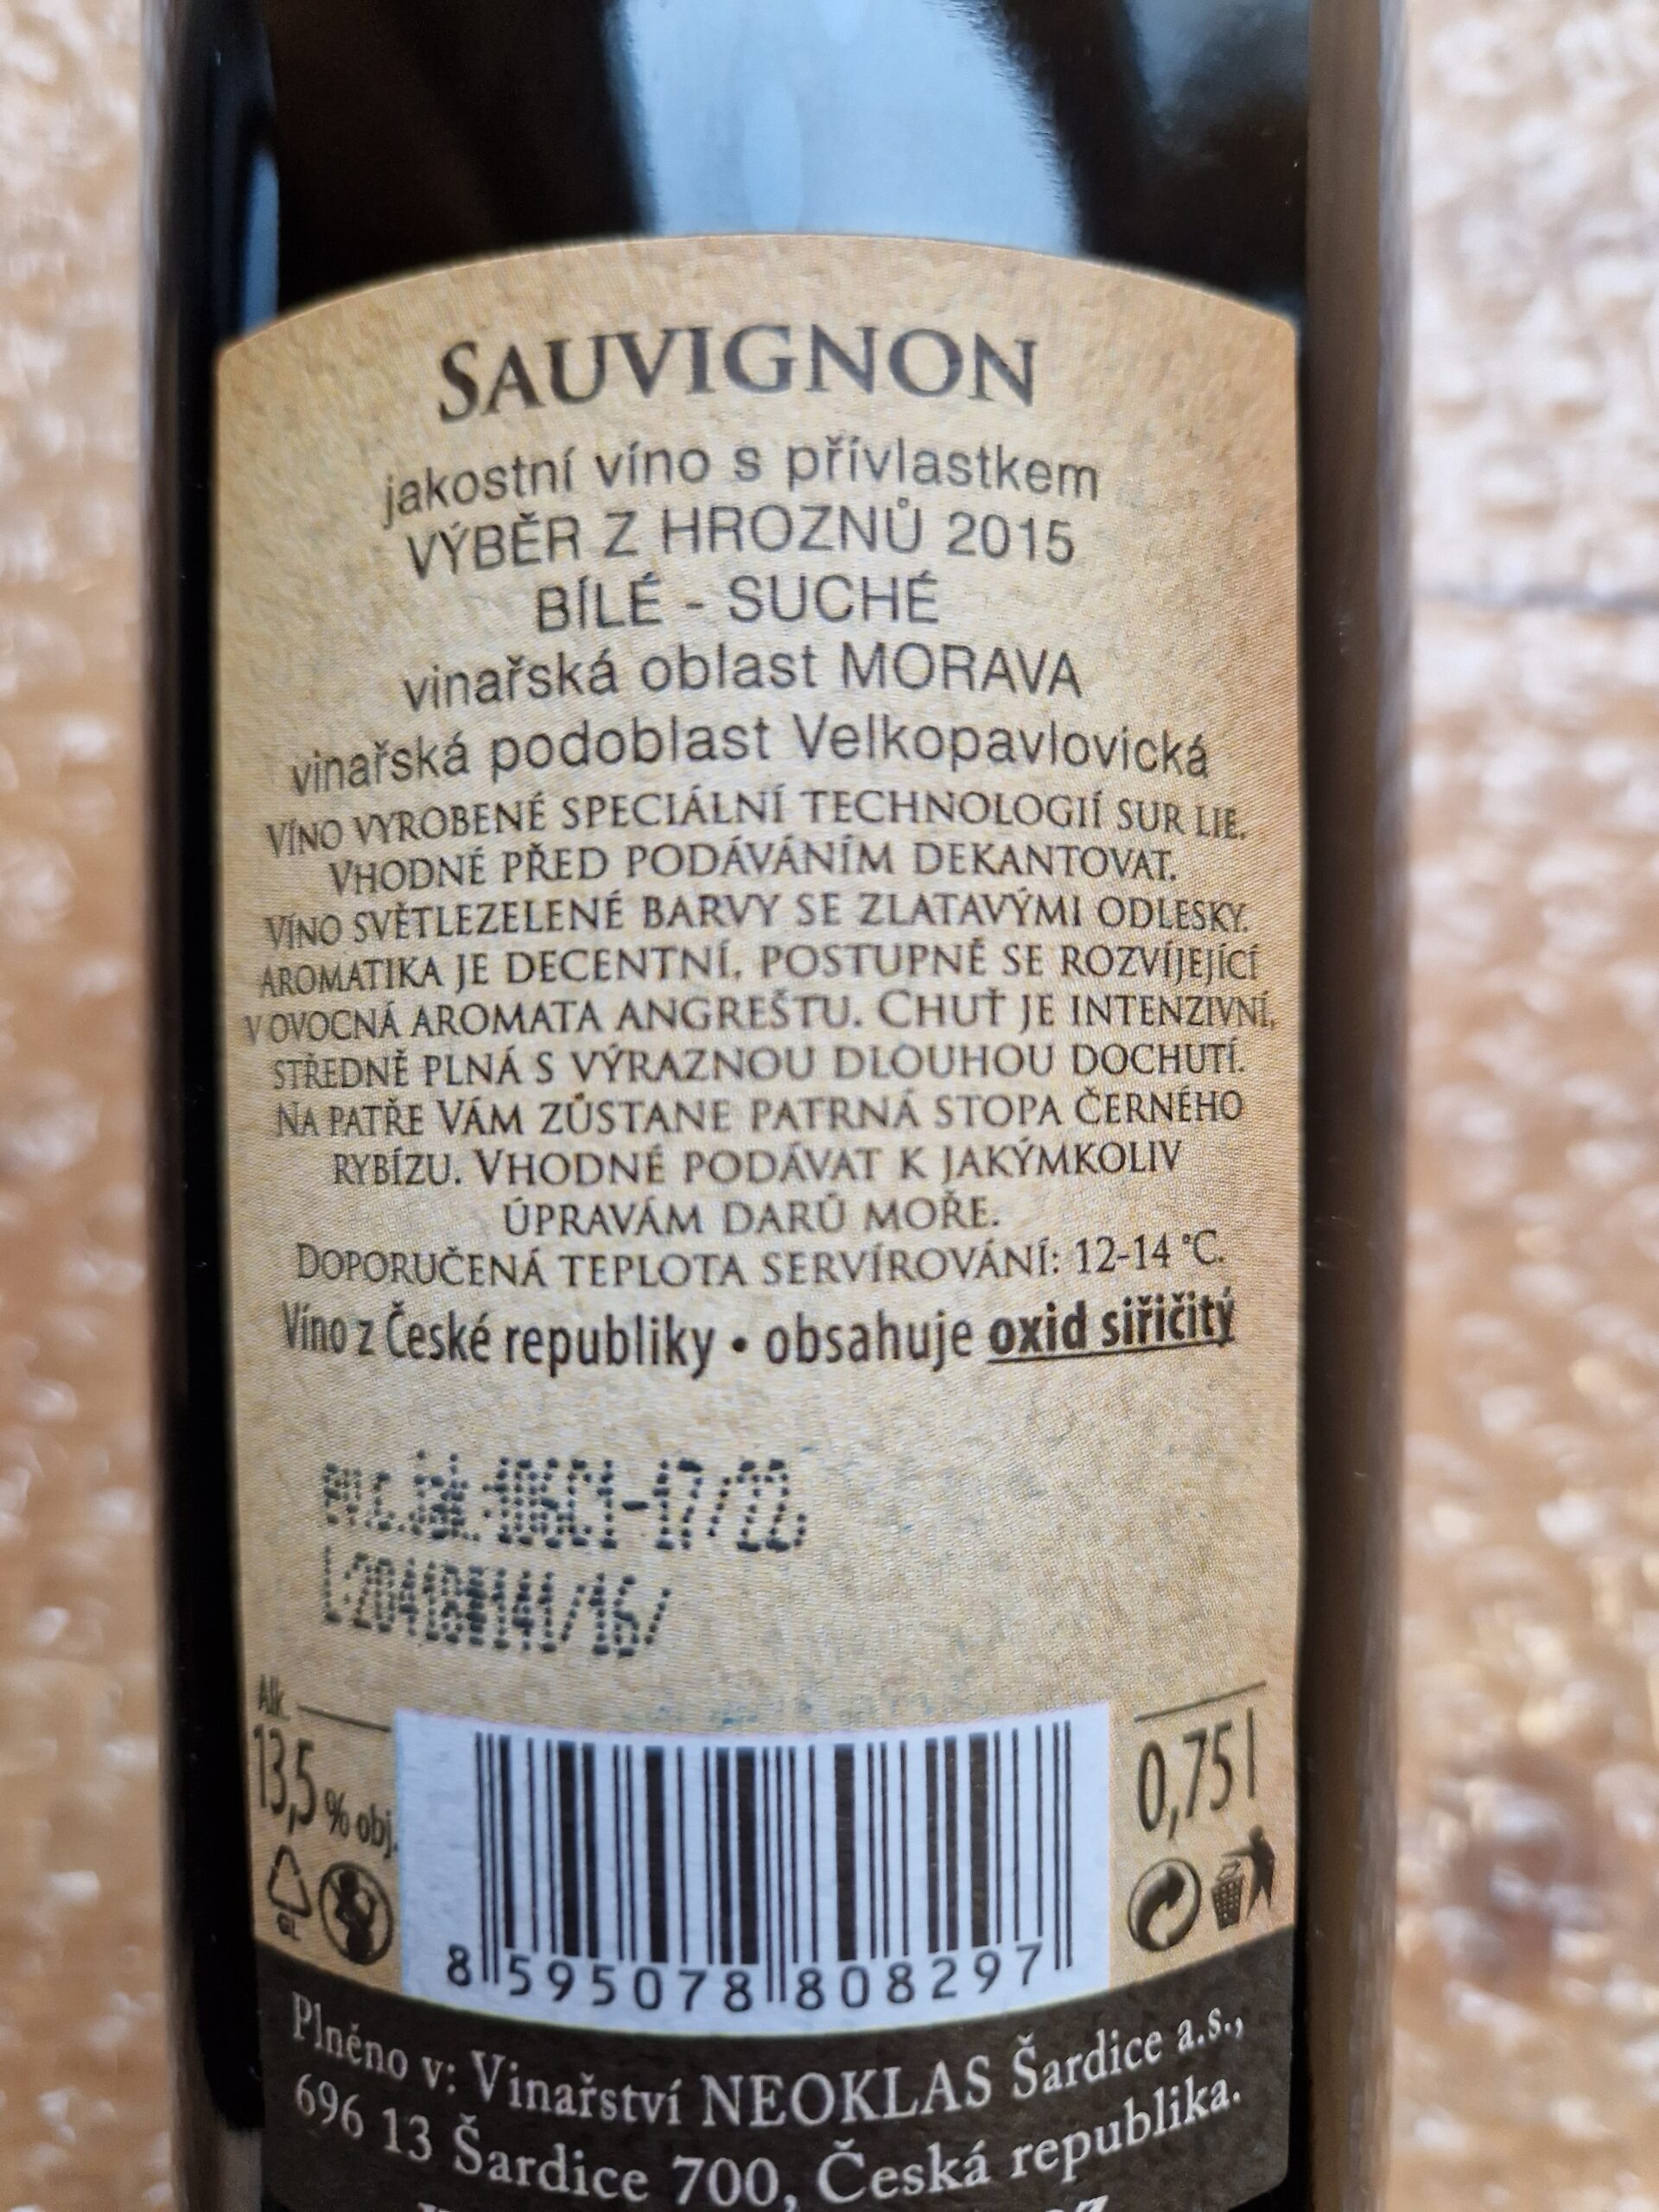 SAUVIGNON
jakostní víno s přívlastkem
VÝBĚR Z HROZNŮ 2015
BÍLÉ - SUCHÉ
vinařská oblast MORAVA
vinařská podoblast Velkopavlovická
VÍNO VYROBENÉ SPECIÁLNÍ TECHNOLOGIÍ SUR LIE.
VHODNÉ PŘED PODÁVÁNÍM DEKANTOVAT.
VÍNO SVĚTLEZELENÉ BARVY SE ZLATAVÝMI ODLESKY.
AROMATIKA JE DECENTNÍ, POSTUPNĚ SE ROZVÍJEJÍCÍ
V OVOCNÁ AROMATA ANGREŠTU. CHUŤ JE INTENZIVNÍ,
STŘEDNĚ PLNÁ S VÝRAZNOU DLOUHOU DOCHUTÍ.
NA PATŘE VÁM ZŮSTANE PATRNÁ STOPA ČERNÉHO
RYBÍZU. VHODNÉ PODÁVAT K JAKÝMKOLIV
ÚPRAVÁM DARŮ MOŘE.
DOPORUČENÁ TEPLOTA SERVÍROVÁNÍ: 12-14 °C.
Víno z České republiky • obsahuje oxid siřičitý
Alk.
13,5 % obj.
0,75 l
GL
8 595078 808297
Plněno v: Vinařství NEOKLAS Šardice a.s.,
696 13 Šardice 700, Česká republika.